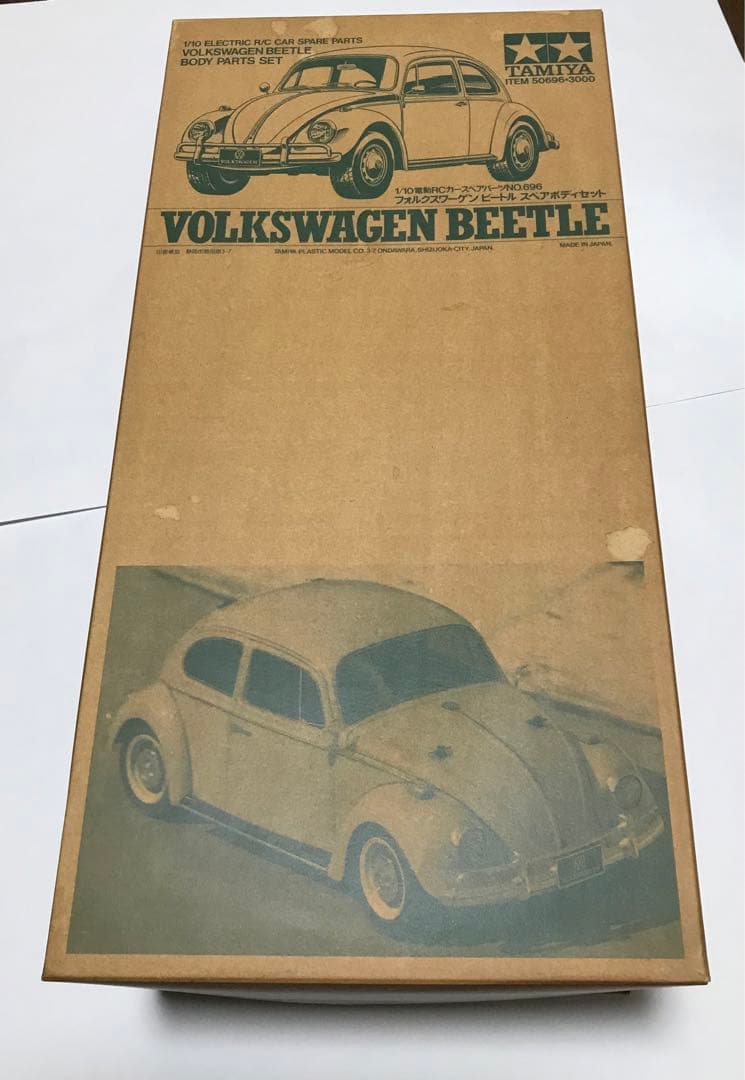 1/10 ELECTRIC R/C CAR SPARE PARTS
VOLKSWAGEN BEETLE
BODY PARTS SET
TAMIYA
ITEM 50696•3000
VOLKSWAGEN
1/10電動RCカースペアパーツNO.696
フォルクスワーゲン ビートル スペアボディセット
VOLKSWAGEN BEETLE
TAMIYA PLASTIC MODEL CO. 3-7 ONDAWARA, SHIZUOKA-CITY, JAPAN.
MADE IN JAPAN.